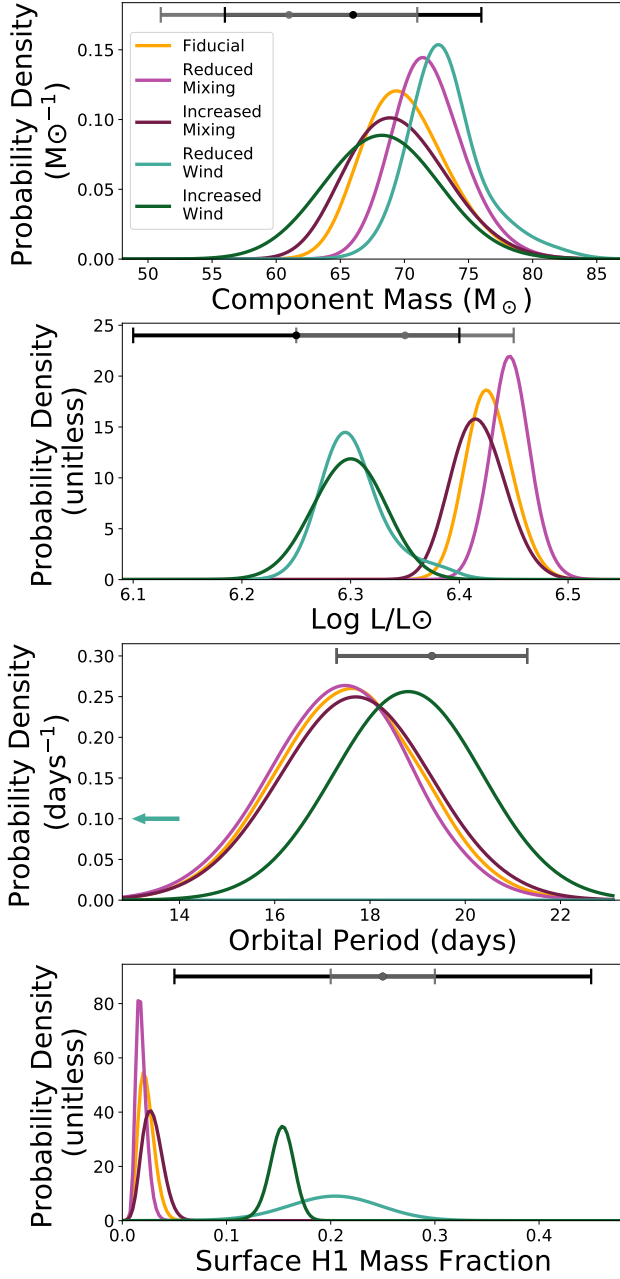 Probability Density
(M⊙⁻¹)
0.15
0.10
0.05
0.00
Fiducial
Reduced
Mixing
Increased
Mixing
Reduced
Wind
Increased
Wind
50 55 60 65 70 75 80 85
Component Mass (M⊙)
Probability Density
(unitless)
25
20
15
10
5
0
6.1 6.2 6.3 6.4 6.5
Log L/L⊙
Probability Density
(days⁻¹)
0.30
0.25
0.20
0.15
0.10
0.05
0.00
14 16 18 20 22
Orbital Period (days)
Probability Density
(unitless)
80
60
40
20
0
0.0 0.1 0.2 0.3 0.4
Surface H1 Mass Fraction